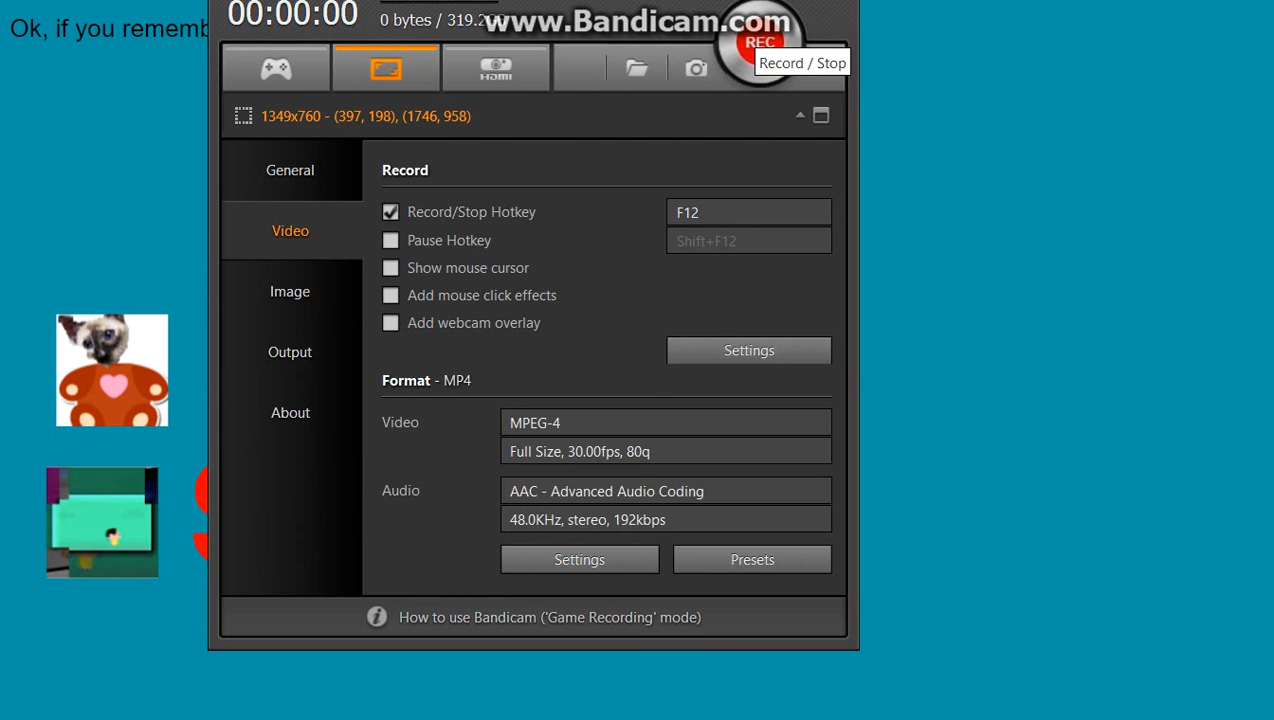 00:00:00
0 bytes / 319.
www.Bandicam.com
Ok, if you rememb
REC
Record / Stop
HDMI
1349x760 - (397, 198), (1746, 958)
General
Video
Image
Output
About
Record
Record/Stop Hotkey
F12
Pause Hotkey
Shift+F12
Show mouse cursor
Add mouse click effects
Add webcam overlay
Settings
Format - MP4
Video
MPEG-4
Full Size, 30.00fps, 80q
Audio
AAC - Advanced Audio Coding
48.0KHz, stereo, 192kbps
Settings
Presets
How to use Bandicam ('Game Recording' mode)